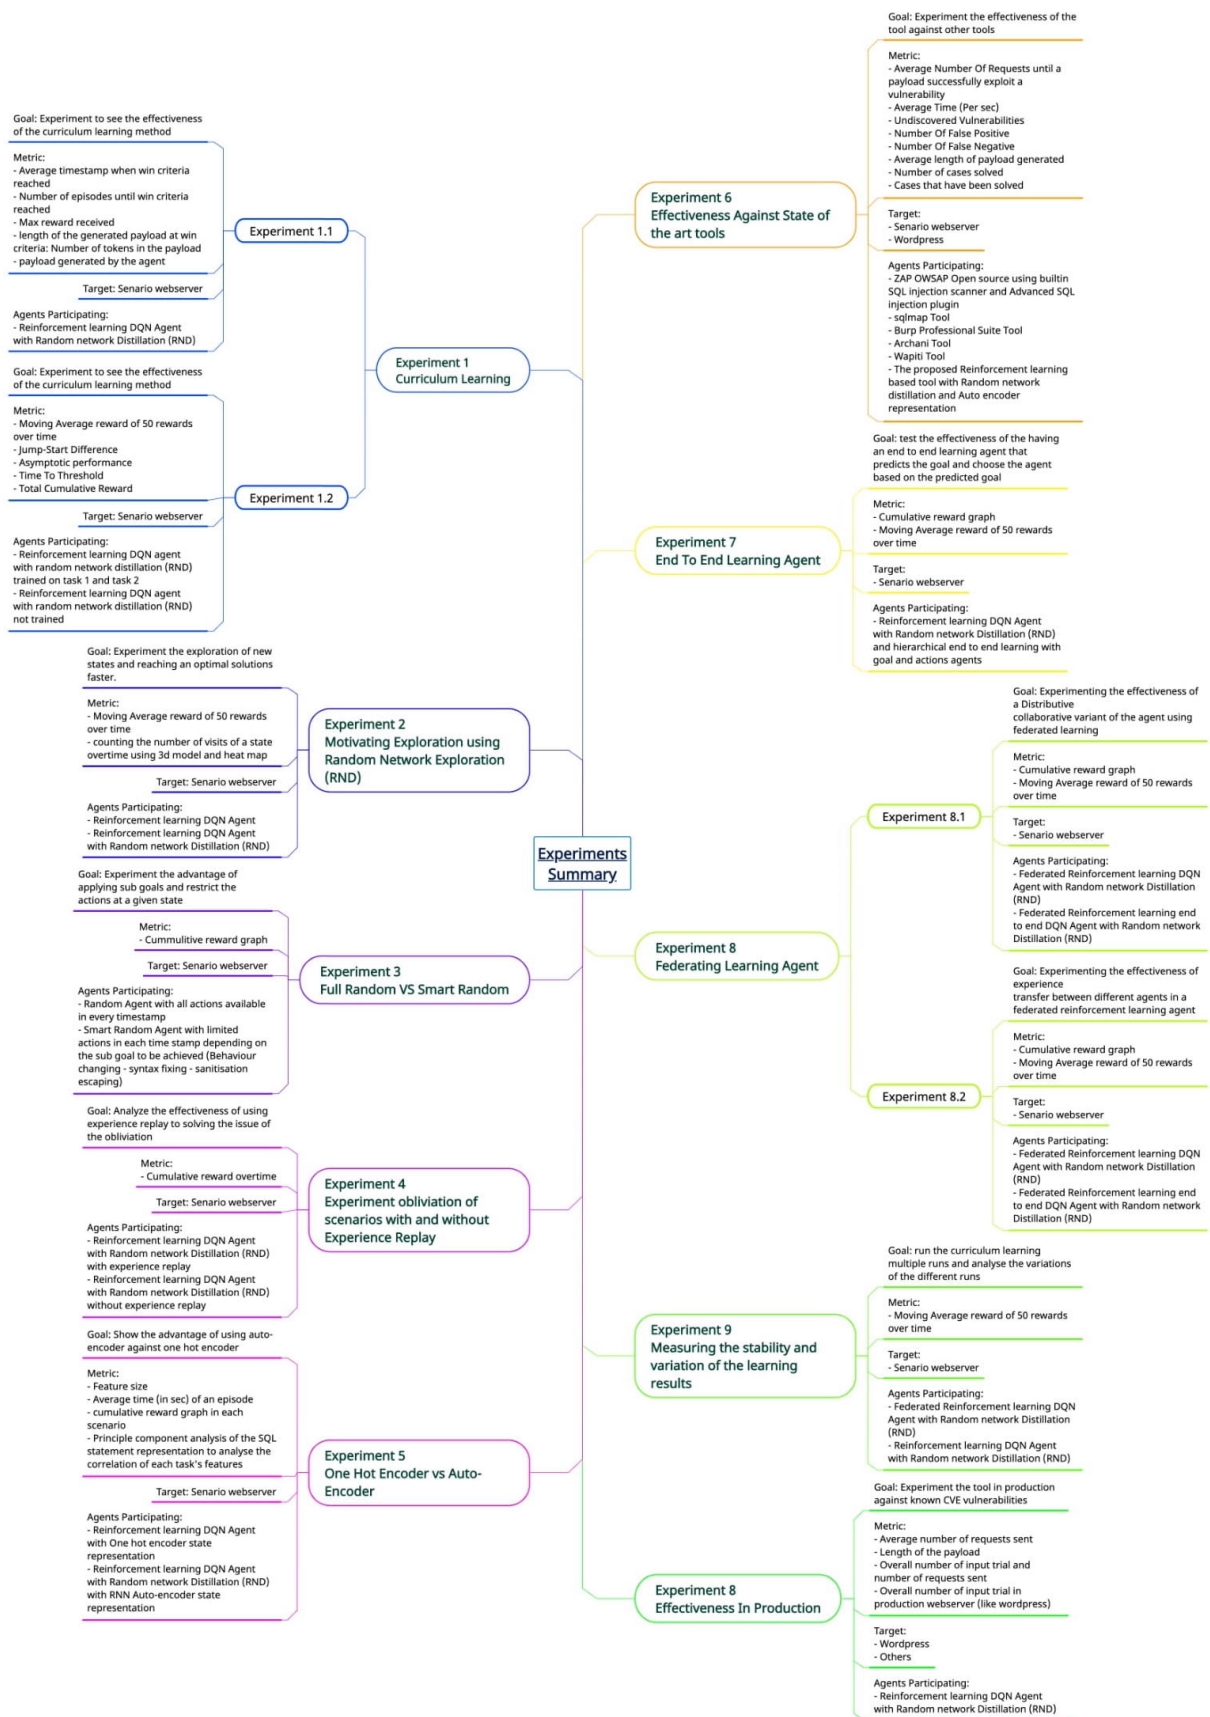 Experiments
Summary
Experiment 1
Curriculum Learning
Experiment 1.1
Goal: Experiment to see the effectiveness
of the curriculum learning method
Metric:
- Average timestamp when win criteria
reached
- Number of episodes until win criteria
reached
- Max reward received
- length of the generated payload at win
criteria: Number of tokens in the payload
- payload generated by the agent
Target: Senario webserver
Agents Participating:
- Reinforcement learning DQN Agent
with Random network Distillation (RND)
Experiment 1.2
Goal: Experiment to see the effectiveness
of the curriculum learning method
Metric:
- Moving Average reward of 50 rewards
over time
- Jump-Start Difference
- Asymptotic performance
- Time To Threshold
- Total Cumulative Reward
Target: Senario webserver
Agents Participating:
- Reinforcement learning DQN agent
with random network distillation (RND)
trained on task 1 and task 2
- Reinforcement learning DQN agent
with random network distillation (RND)
not trained
Experiment 2
Motivating Exploration using
Random Network Exploration
(RND)
Goal: Experiment the exploration of new
states and reaching an optimal solutions
faster.
Metric:
- Moving Average reward of 50 rewards
over time
- counting the number of visits of a state
overtime using 3d model and heat map
Target: Senario webserver
Agents Participating:
- Reinforcement learning DQN Agent
- Reinforcement learning DQN Agent
with Random network Distillation (RND)
Experiment 3
Full Random VS Smart Random
Goal: Experiment the advantage of
applying sub goals and restrict the
actions at a given state
Metric:
- Cummulitive reward graph
Target: Senario webserver
Agents Participating:
- Random Agent with all actions available
in every timestamp
- Smart Random Agent with limited
actions in each time stamp depending on
the sub goal to be achieved (Behaviour
changing - syntax fixing - sanitisation
escaping)
Experiment 4
Experiment obliviation of
scenarios with and without
Experience Replay
Goal: Analyze the effectiveness of using
experience replay to solving the issue of
the obliviation
Metric:
- Cumulative reward overtime
Target: Senario webserver
Agents Participating:
- Reinforcement learning DQN Agent
with Random network Distillation (RND)
with experience replay
- Reinforcement learning DQN Agent
with Random network Distillation (RND)
without experience replay
Experiment 5
One Hot Encoder vs Auto-
Encoder
Goal: Show the advantage of using auto-
encoder against one hot encoder
Metric:
- Feature size
- Average time (in sec) of an episode
- cumulative reward graph in each
scenario
- Principle component analysis of the SQL
statement representation to analyse the
correlation of each task's features
Target: Senario webserver
Agents Participating:
- Reinforcement learning DQN Agent
with One hot encoder state
representation
- Reinforcement learning DQN Agent
with Random network Distillation (RND)
with RNN Auto-encoder state
representation
Experiment 6
Effectiveness Against State of
the art tools
Goal: Experiment the effectiveness of the
tool against other tools
Metric:
- Average Number Of Requests until a
payload successfully exploit a
vulnerability
- Average Time (Per sec)
- Undiscovered Vulnerabilities
- Number Of False Positive
- Number Of False Negative
- Average length of payload generated
- Number of cases solved
- Cases that have been solved
Target:
- Senario webserver
- Wordpress
Agents Participating:
- ZAP OWSAP Open source using builtin
SQL injection scanner and Advanced SQL
injection plugin
- sqlmap Tool
- Burp Professional Suite Tool
- Archani Tool
- Wapiti Tool
- The proposed Reinforcement learning
based tool with Random network
distillation and Auto encoder
representation
Experiment 7
End To End Learning Agent
Goal: test the effectiveness of the having
an end to end learning agent that
predicts the goal and choose the agent
based on the predicted goal
Metric:
- Cumulative reward graph
- Moving Average reward of 50 rewards
over time
Target:
- Senario webserver
Agents Participating:
- Reinforcement learning DQN Agent
with Random network Distillation (RND)
and hierarchical end to end learning with
goal and actions agents
Experiment 8
Federating Learning Agent
Experiment 8.1
Goal: Experimenting the effectiveness of
a Distributive
collaborative variant of the agent using
federated learning
Metric:
- Cumulative reward graph
- Moving Average reward of 50 rewards
over time
Target:
- Senario webserver
Agents Participating:
- Federated Reinforcement learning DQN
Agent with Random network Distillation
(RND)
- Federated Reinforcement learning end
to end DQN Agent with Random network
Distillation (RND)
Experiment 8.2
Goal: Experimenting the effectiveness of
experience
transfer between different agents in a
federated reinforcement learning agent
Metric:
- Cumulative reward graph
- Moving Average reward of 50 rewards
over time
Target:
- Senario webserver
Agents Participating:
- Federated Reinforcement learning DQN
Agent with Random network Distillation
(RND)
- Federated Reinforcement learning end
to end DQN Agent with Random network
Distillation (RND)
Experiment 9
Measuring the stability and
variation of the learning
results
Goal: run the curriculum learning
multiple runs and analyse the variations
of the different runs
Metric:
- Moving Average reward of 50 rewards
over time
Target:
- Senario webserver
Agents Participating:
- Federated Reinforcement learning DQN
Agent with Random network Distillation
(RND)
- Reinforcement learning DQN Agent
with Random network Distillation (RND)
Experiment 8
Effectiveness In Production
Goal: Experiment the tool in production
against known CVE vulnerabilities
Metric:
- Average number of requests sent
- Length of the payload
- Overall number of input trial and
number of requests sent
- Overall number of input trial in
production webserver (like wordpress)
Target:
- Wordpress
- Others
Agents Participating:
- Reinforcement learning DQN Agent
with Random network Distillation (RND)